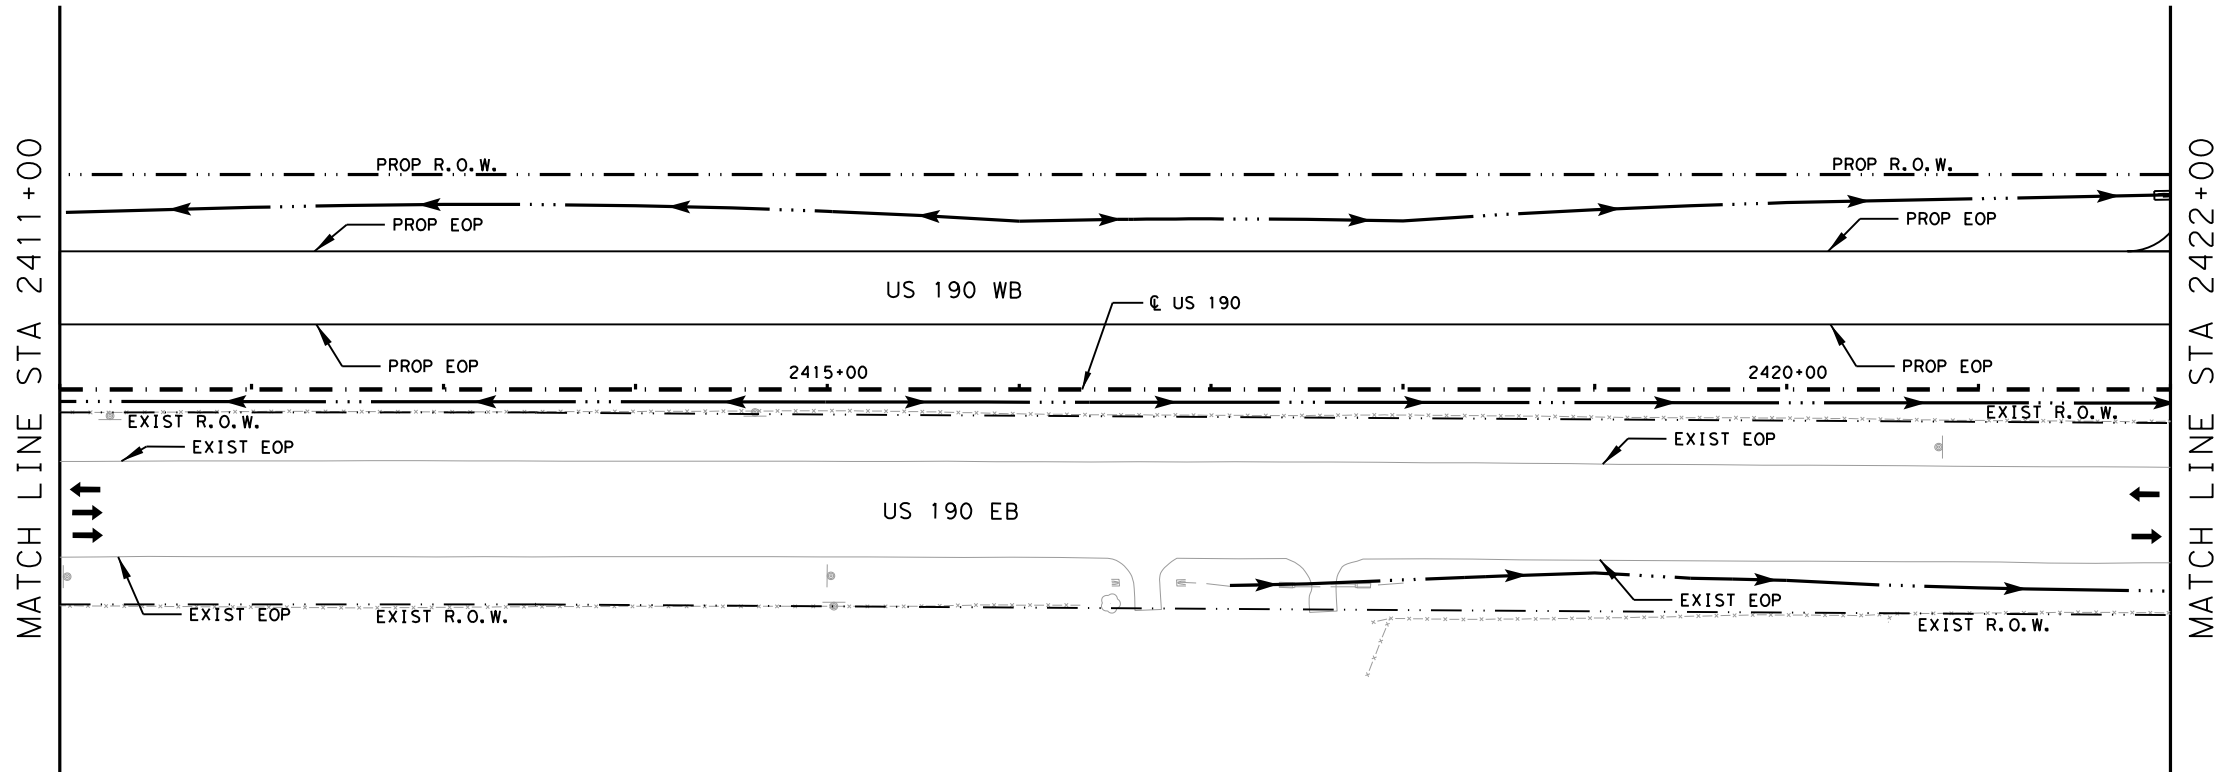 MATCH LINE STA 2411+00
MATCH LINE STA 2422+00
PROP R.O.W.
PROP R.O.W.
PROP EOP
PROP EOP
US 190 WB
℄ US 190
PROP EOP
PROP EOP
2415+00
2420+00
EXIST R.O.W.
EXIST R.O.W.
EXIST EOP
EXIST EOP
US 190 EB
EXIST EOP
EXIST R.O.W.
EXIST EOP
EXIST R.O.W.